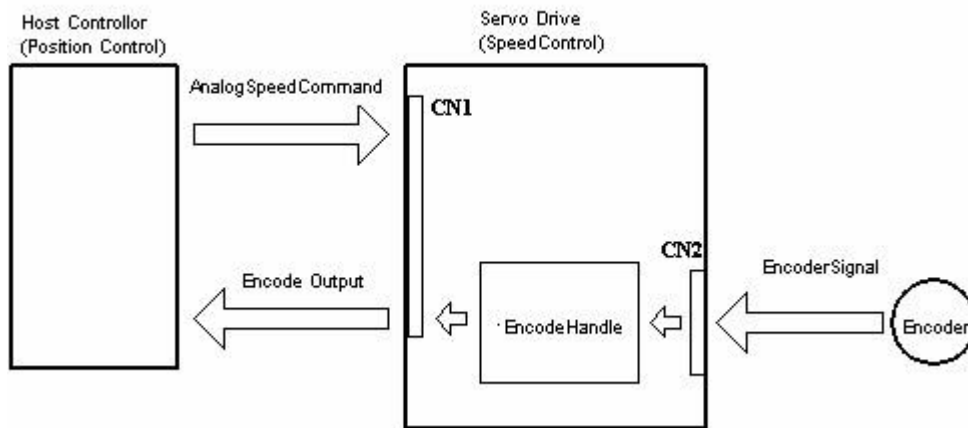 Host Controllor
(Position Control)
Servo Drive
(SpeedControl)
AnalogSpeedCommand
CN1
CN2
Encode Output
EncodeHandle
EncoderSignal
Encoder